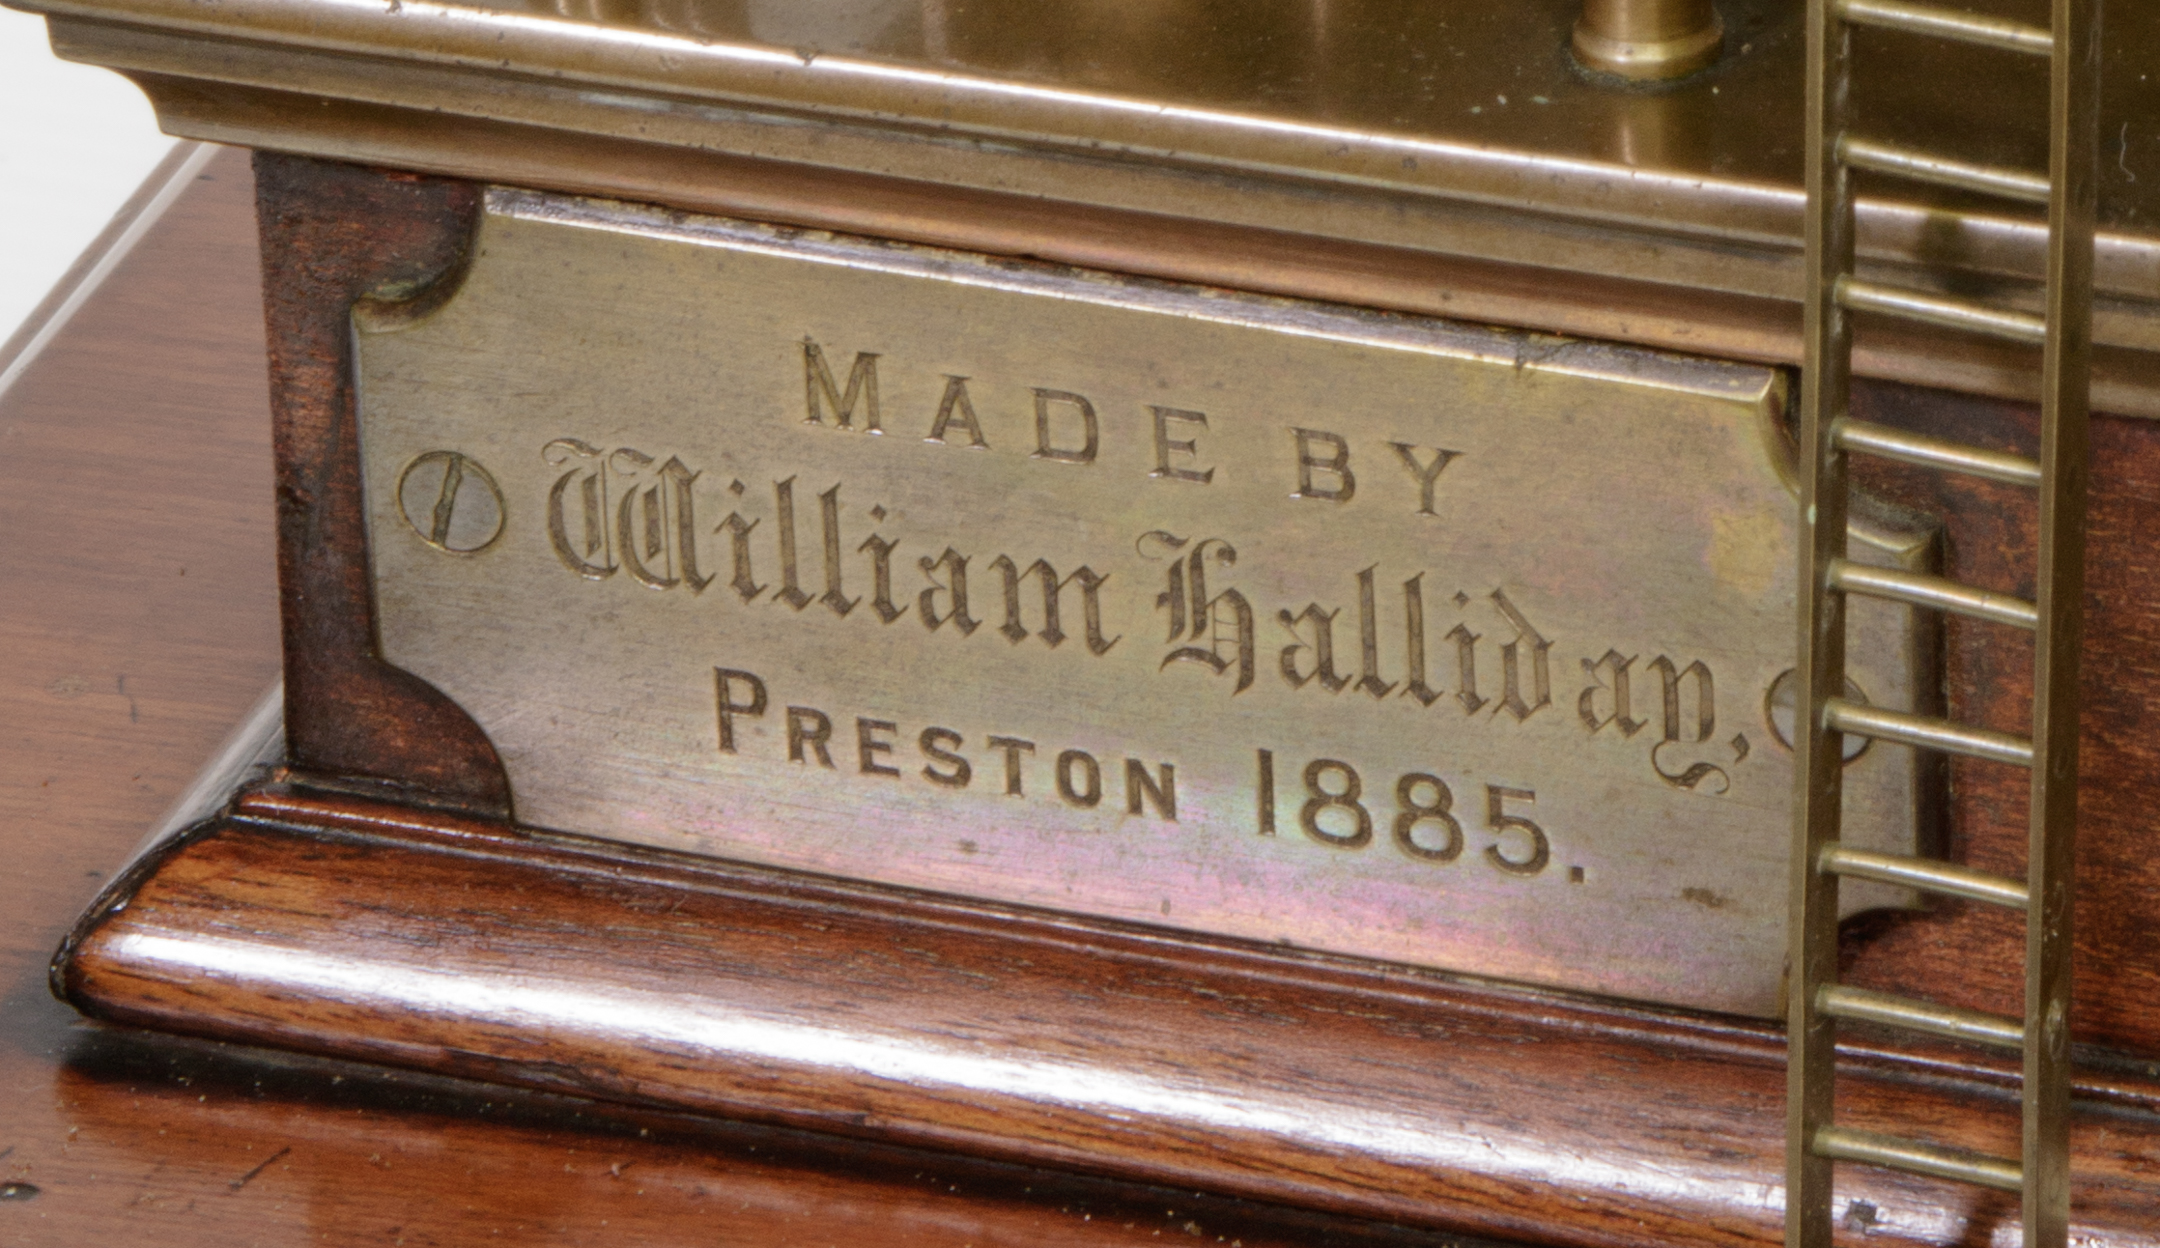 MADE BY
William Halliday,
PRESTON 1885.